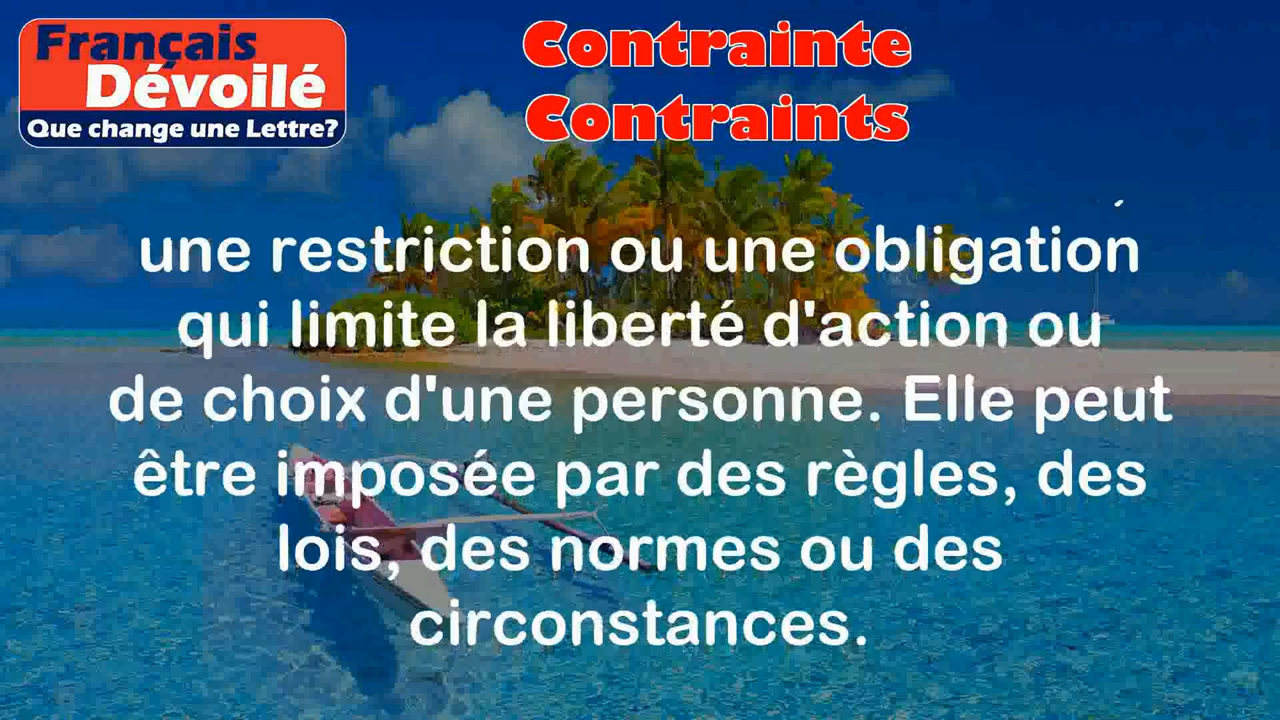 Français
Dévoilé
Que change une Lettre?
Contrainte
Contraints
une restriction ou une obligation
qui limite la liberté d'action ou
de choix d'une personne. Elle peut
être imposée par des règles, des
lois, des normes ou des
circonstances.